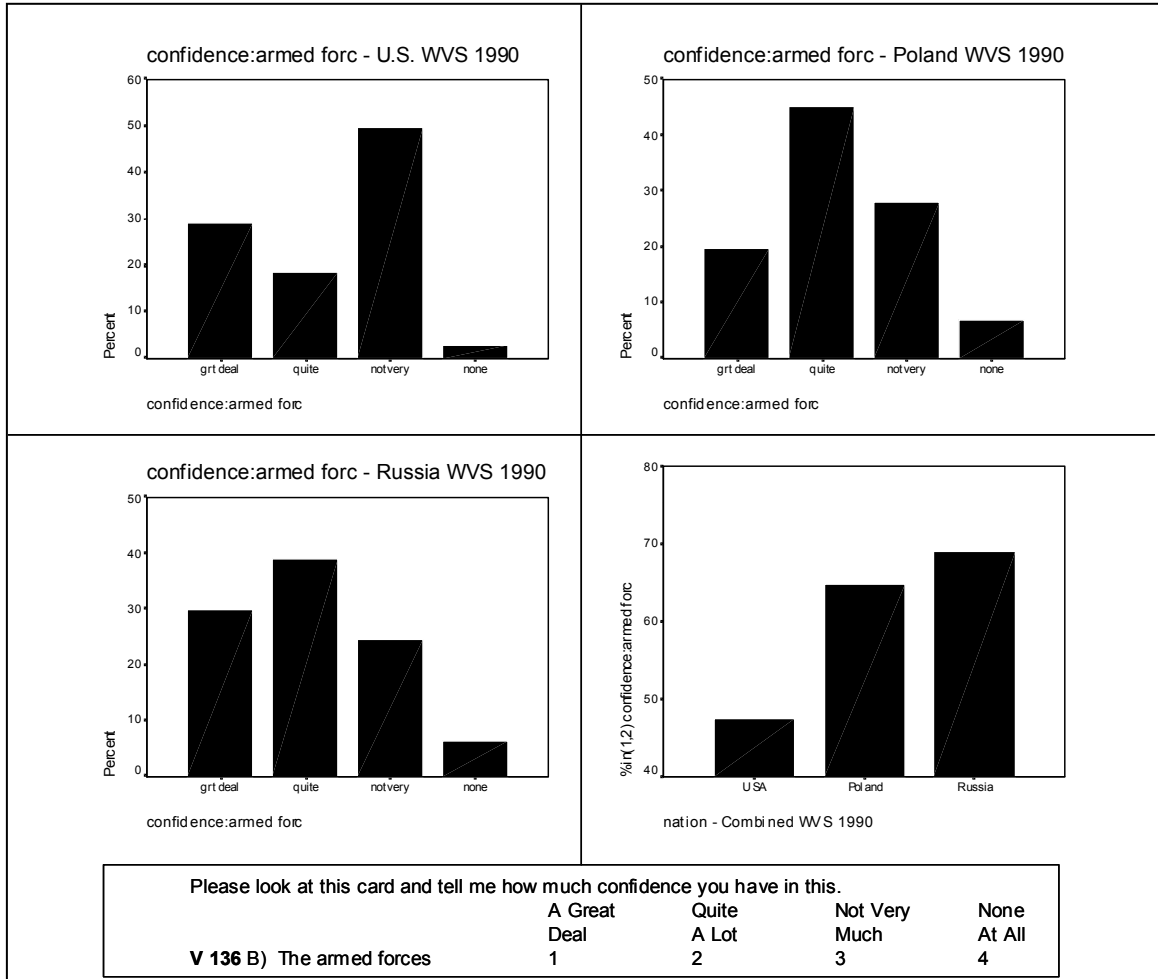 confidence:armed forc - U.S. WVS 1990
60
50
40
30
20
10
0
Percent
grt deal
quite
notvery
none
confidence:armed forc
confidence:armed forc - Poland WVS 1990
50
40
30
20
10
0
Percent
grt deal
quite
notvery
none
confidence:armed forc
confidence:armed forc - Russia WVS 1990
50
40
30
20
10
0
Percent
grt deal
quite
notvery
none
confidence:armed forc
80
70
60
50
40
%in(1,2) confidence:armed forc
USA
Poland
Russia
nation - Combined WVS 1990
Please look at this card and tell me how much confidence you have in this.
A Great Quite Not Very None
Deal A Lot Much At All
V 136 B) The armed forces 1 2 3 4